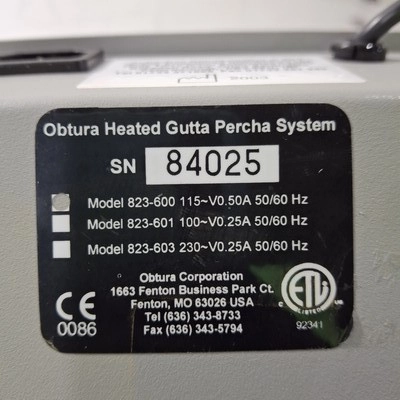 Obtura Heated Gutta Percha System
SN 84025
Model 823-600 115~V0.50A 50/60 Hz
Model 823-601 100~V0.25A 50/60 Hz
Model 823-603 230~V0.25A 50/60 Hz
Obtura Corporation
1663 Fenton Business Park Ct.
Fenton, MO 63026 USA
Tel (636) 343-8733
Fax (636) 343-5794
CE
0086
ETL
C LISTED US
92341